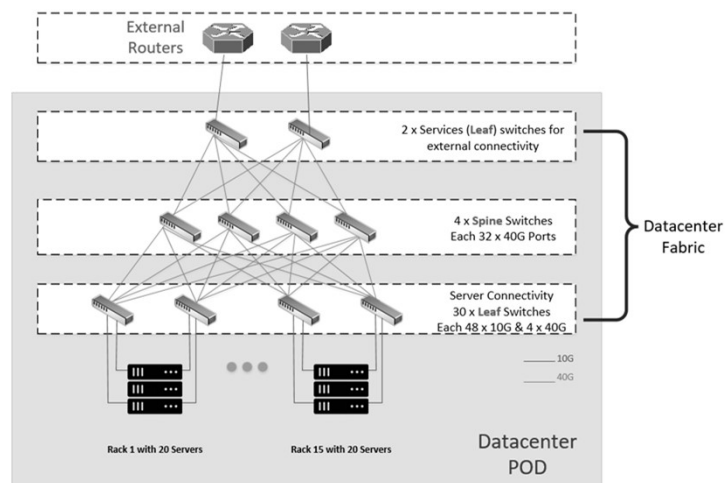 External
Routers
2 x Services (Leaf) switches for
external connectivity
4 x Spine Switches
Each 32 x 40G Ports
Datacenter
Fabric
Server Connectivity
30 x Leaf Switches
Each 48 x 10G & 4 x 40G
10G
40G
Rack 1 with 20 Servers
Rack 15 with 20 Servers
Datacenter
POD